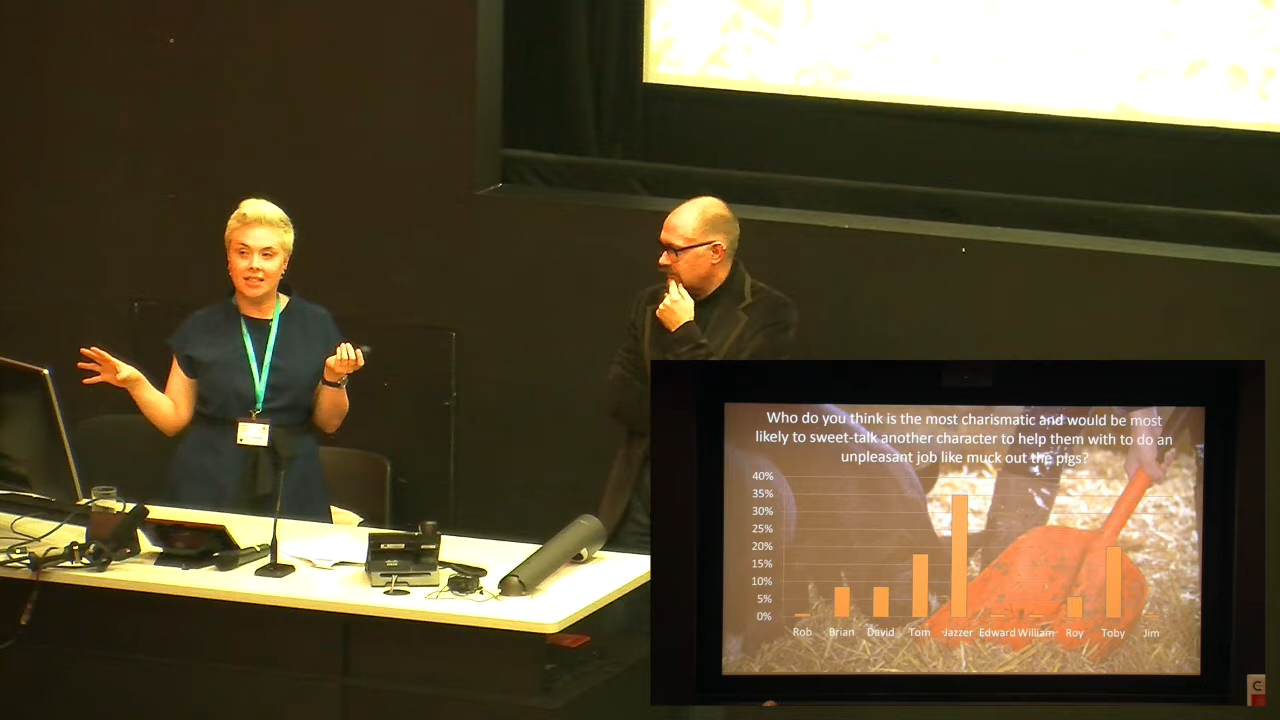 Who do you think is the most charismatic and would be most
likely to sweet-talk another character to help them with to do an
unpleasant job like muck out the pigs?
40%
35%
30%
25%
20%
15%
10%
5%
0%
Rob Brian David Tom Jazzer Edward William Roy Toby Jim
C